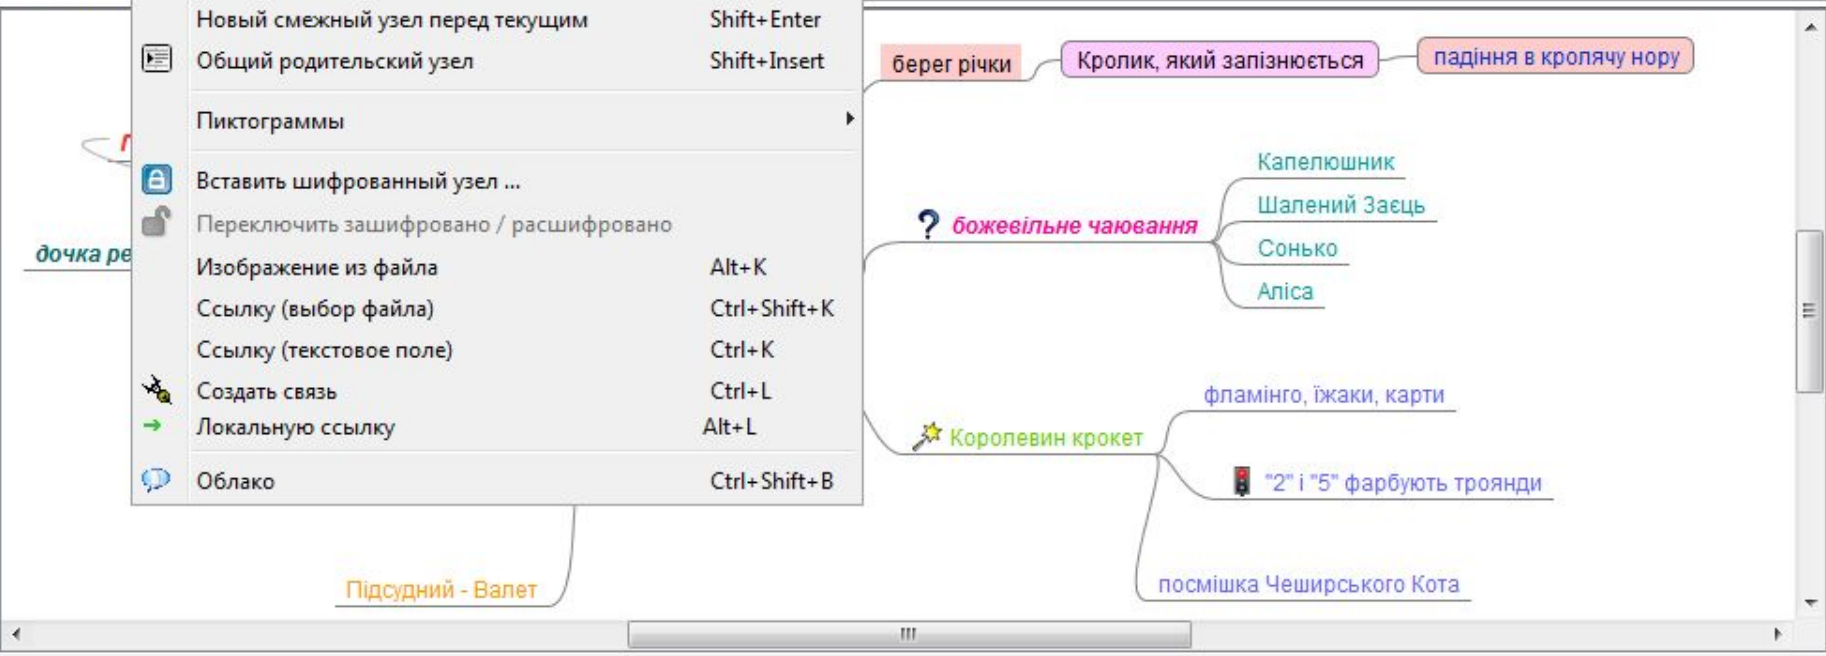 Новый смежный узел перед текущим Shift+Enter
Общий родительский узел Shift+Insert
Пиктограммы
Вставить шифрованный узел ...
Переключить зашифровано / расшифровано
Изображение из файла Alt+K
Ссылку (выбор файла) Ctrl+Shift+K
Ссылку (текстовое поле) Ctrl+K
Создать связь Ctrl+L
Локальную ссылку Alt+L
Облако Ctrl+Shift+B
дочка
Підсудний - Валет
берег річки
Кролик, який запізнюється
падіння в кролячу нору
божевільне чаювання
Капелюшник
Шалений Заєць
Сонько
Аліса
Королевин крокет
фламінго, їжаки, карти
"2" і "5" фарбують троянди
посмішка Чеширського Кота